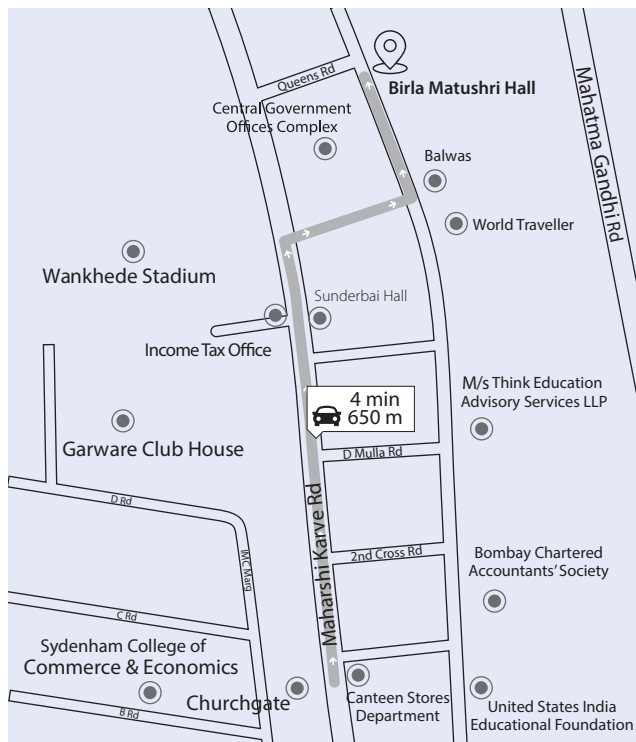 Queens Rd
Birla Matushri Hall
Mahatma Gandhi Rd
Central Government
Offices Complex
Balwas
World Traveller
Wankhede Stadium
Sunderbai Hall
Income Tax Office
4 min
650 m
M/s Think Education
Advisory Services LLP
Garware Club House
D Mulla Rd
Maharshi Karve Rd
D Rd
IMC Marg
2nd Cross Rd
Bombay Chartered
Accountants' Society
C Rd
Sydenham College of
Commerce & Economics
B Rd
Churchgate
Canteen Stores
Department
United States India
Educational Foundation